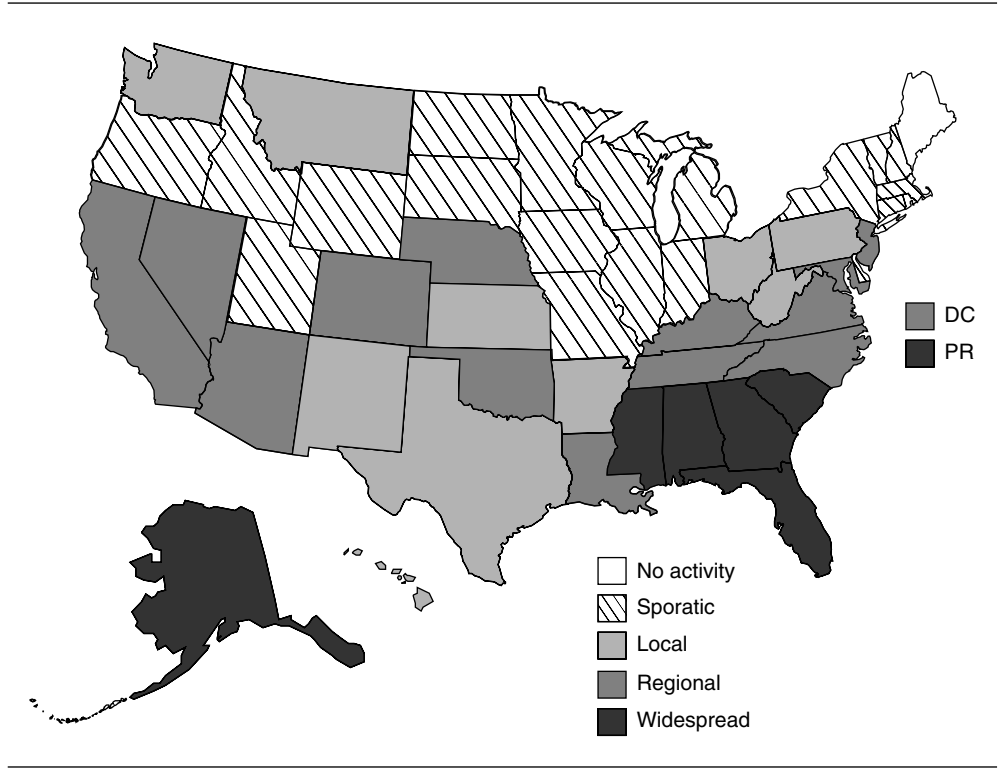 DC
PR
No activity
Sporatic
Local
Regional
Widespread